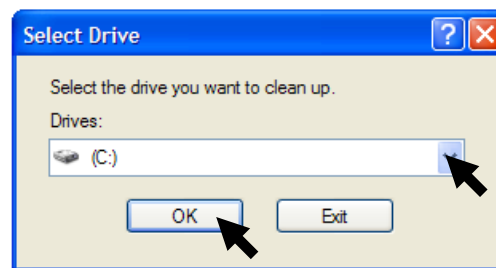 Select Drive
?
Select the drive you want to clean up.
Drives:
(C:)
OK
Exit